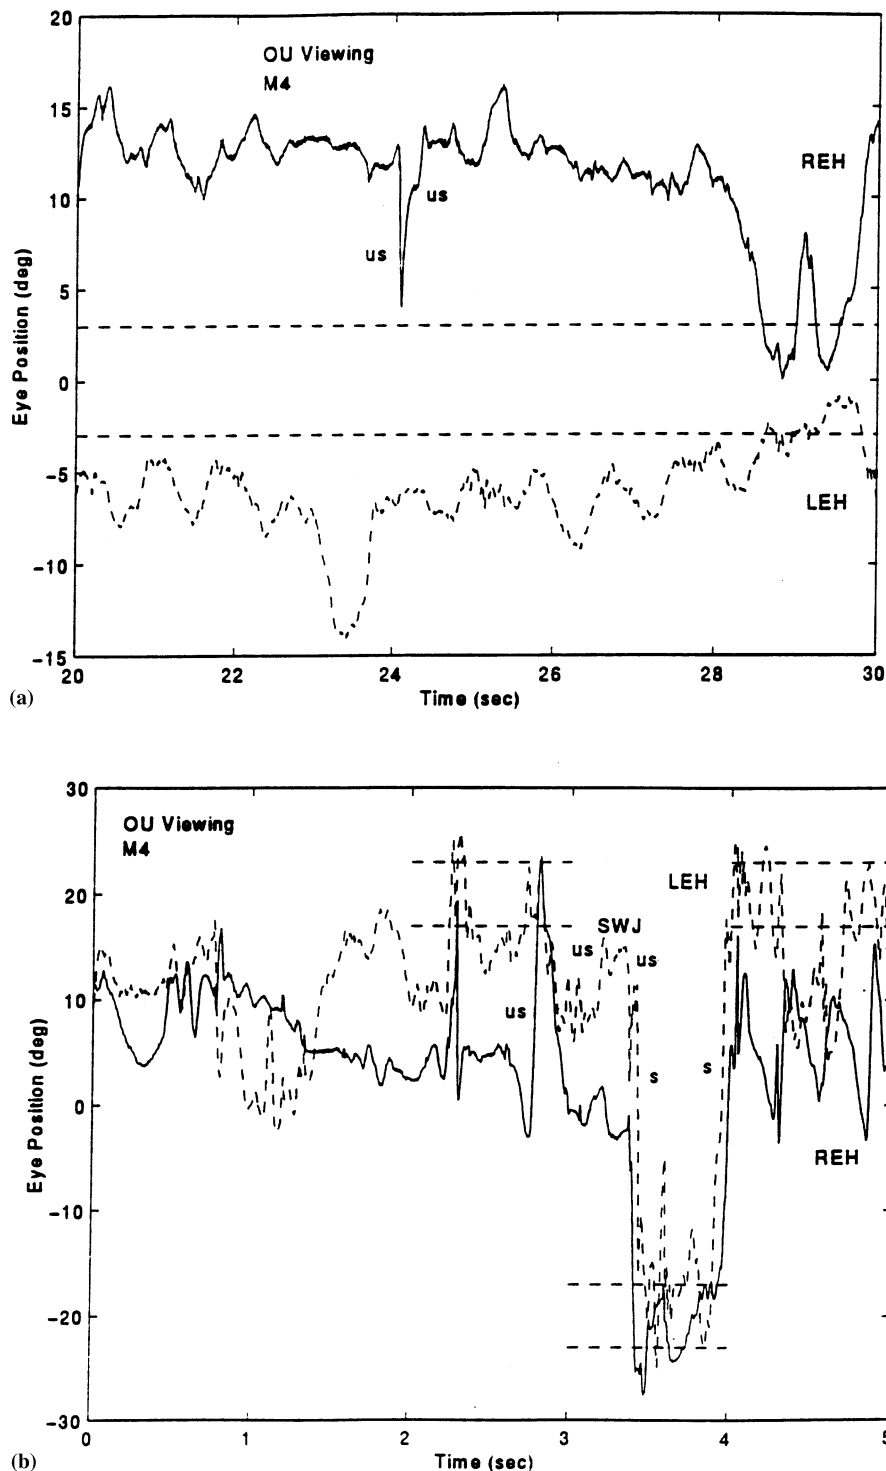 20
OU Viewing
M4
15
REH
us
10
us
Eye Position (deg)
5
0
-5
LEH
-10
-15
20 22 24 26 28 30
(a)
Time (sec)
30
OU Viewing
M4
LEH
20
SWJ
us
us
10
us
s
s
0
Eye Position (deg)
REH
-10
-20
-30
0 1 2 3 4 5
(b)
Time (sec)